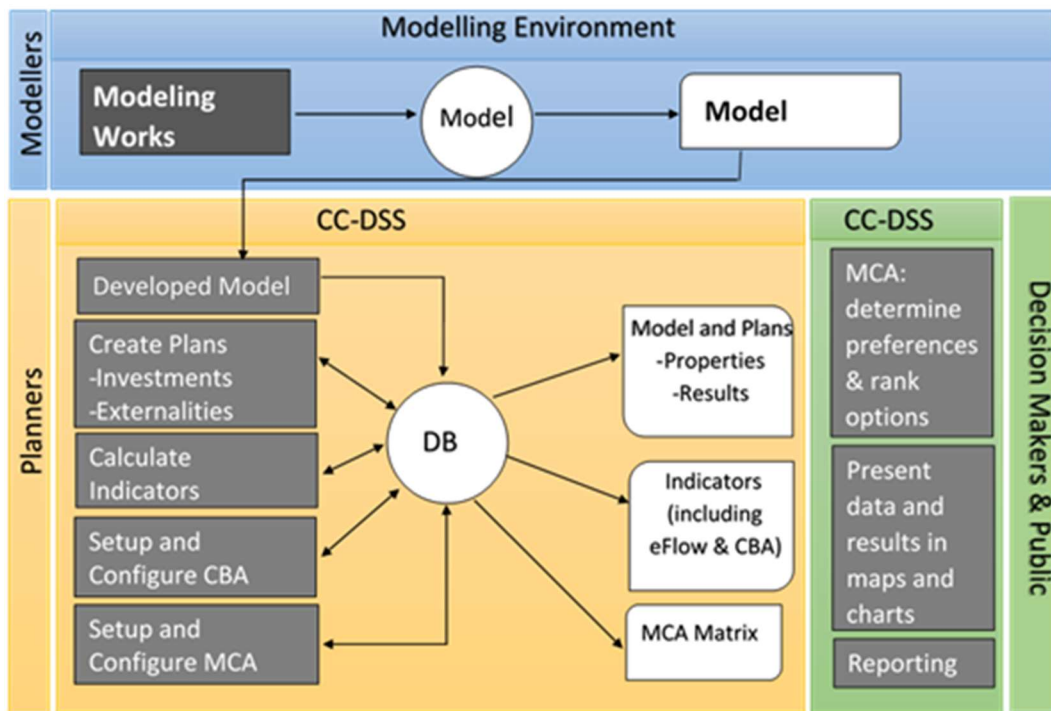 Modelling Environment
Modellers
Modeling
Works
Model
Model
CC-DSS
Planners
Developed Model
Create Plans
-Investments
-Externalities
Calculate
Indicators
Setup and
Configure CBA
Setup and
Configure MCA
DB
Model and Plans
-Properties
-Results
Indicators
(including
eFlow & CBA)
MCA Matrix
CC-DSS
MCA:
determine
preferences
& rank
options
Present
data and
results in
maps and
charts
Reporting
Decision Makers & Public